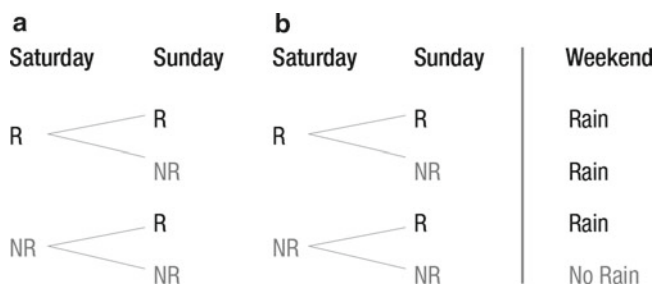 a b
Saturday Sunday Saturday Sunday Weekend
R R R R Rain
NR NR Rain
NR R NR R Rain
NR NR No Rain